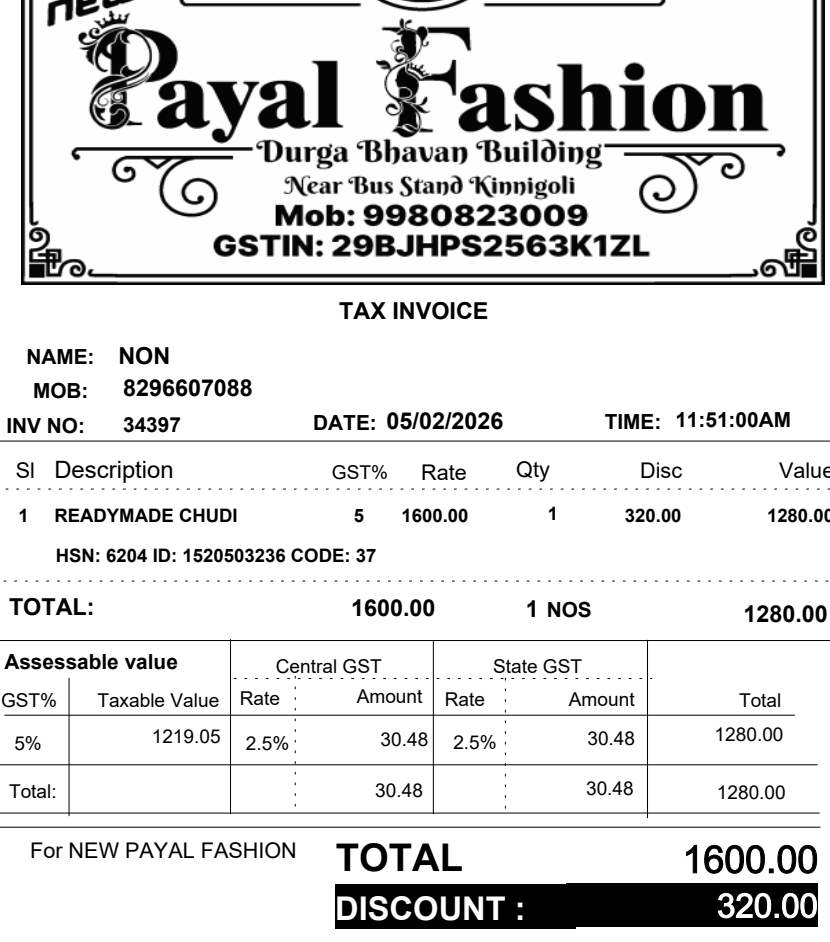 new
Payal Fashion
Durga Bhavan Building
Near Bus Stand Kinnigoli
Mob: 9980823009
GSTIN: 29BJHPS2563K1ZL
TAX INVOICE
NAME: NON
MOB: 8296607088
INV NO: 34397 DATE: 05/02/2026 TIME: 11:51:00AM
Sl Description GST% Rate Qty Disc Value
1 READYMADE CHUDI 5 1600.00 1 320.00 1280.00
HSN: 6204 ID: 1520503236 CODE: 37
TOTAL: 1600.00 1 NOS 1280.00
Assessable value Central GST State GST
GST% Taxable Value Rate Amount Rate Amount Total
5% 1219.05 2.5% 30.48 2.5% 30.48 1280.00
Total: 30.48 30.48 1280.00
For NEW PAYAL FASHION TOTAL 1600.00
DISCOUNT : 320.00